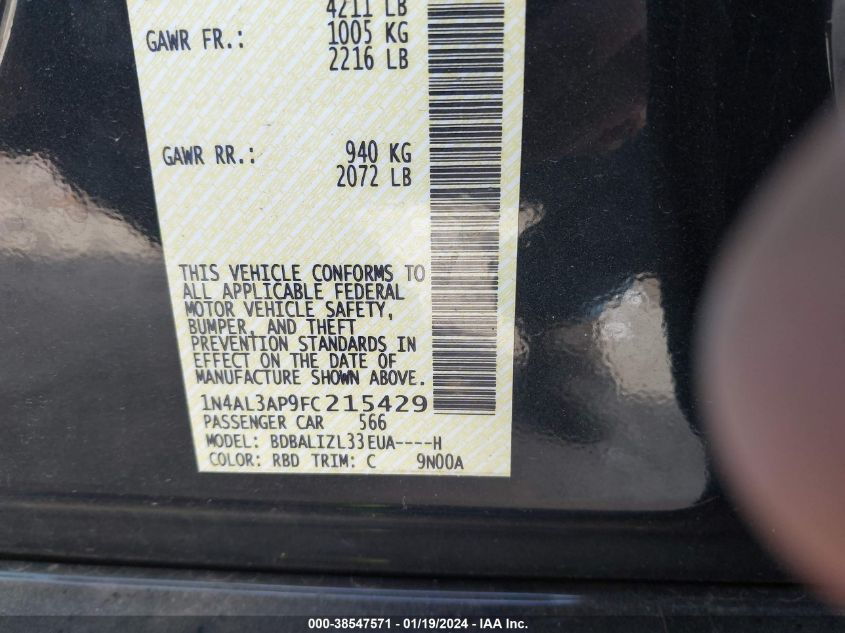 4211 LB
GAWR FR.: 1005 KG
2216 LB
GAWR RR.: 940 KG
2072 LB
THIS VEHICLE CONFORMS TO
ALL APPLICABLE FEDERAL
MOTOR VEHICLE SAFETY,
BUMPER, AND THEFT
PREVENTION STANDARDS IN
EFFECT ON THE DATE OF
MANUFACTURE SHOWN ABOVE.
1N4AL3AP9FC215429
PASSENGER CAR 566
MODEL: BDBALIZL33EUA----H
COLOR: RBD TRIM: C 9N00A
000-38547571 / 01/19/2024 / IAA Inc.